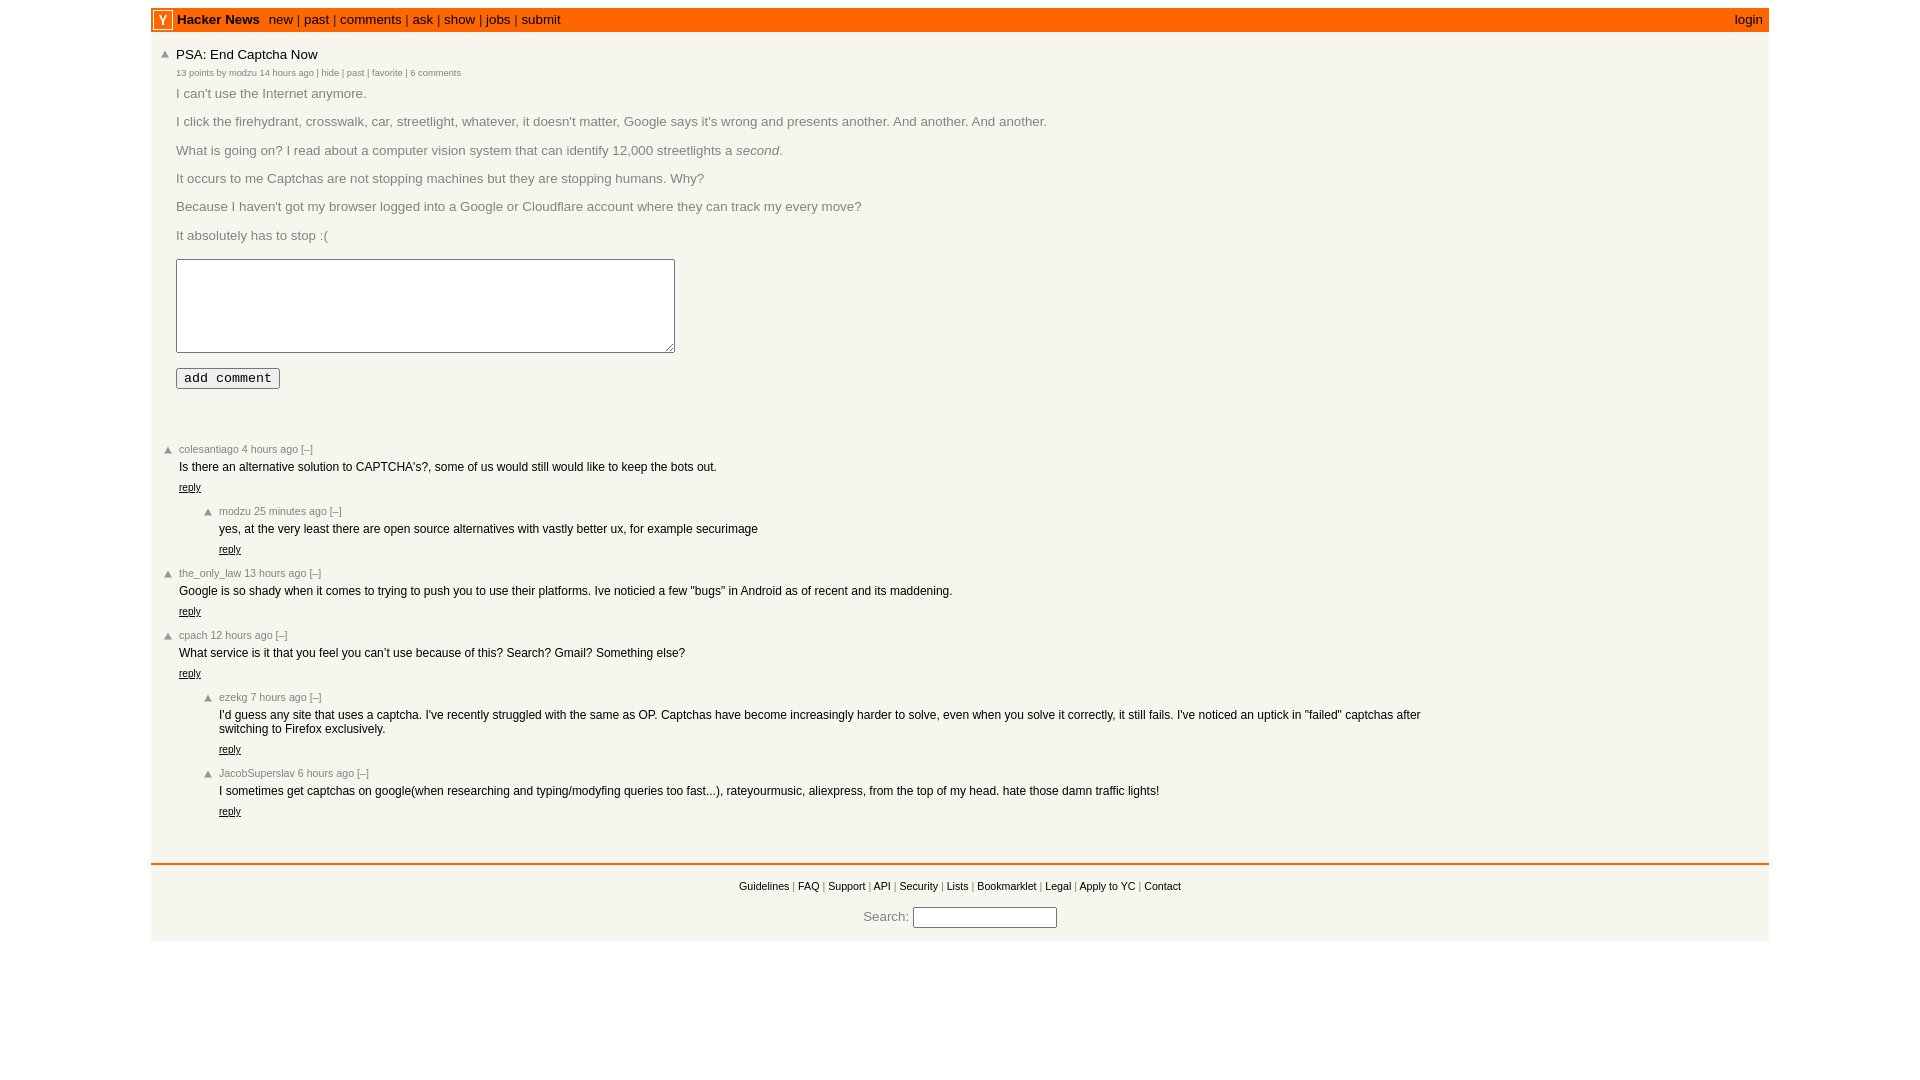 Y Hacker News new | past | comments | ask | show | jobs | submit login
PSA: End Captcha Now
13 points by modzu 14 hours ago | hide | past | favorite | 6 comments
I can't use the Internet anymore.
I click the firehydrant, crosswalk, car, streetlight, whatever, it doesn't matter, Google says it's wrong and presents another. And another. And another.
What is going on? I read about a computer vision system that can identify 12,000 streetlights a second.
It occurs to me Captchas are not stopping machines but they are stopping humans. Why?
Because I haven't got my browser logged into a Google or Cloudflare account where they can track my every move?
It absolutely has to stop :(
add comment
colesantiago 4 hours ago [–]
Is there an alternative solution to CAPTCHA's?, some of us would still would like to keep the bots out.
reply
modzu 25 minutes ago [–]
yes, at the very least there are open source alternatives with vastly better ux, for example securimage
reply
the_only_law 13 hours ago [–]
Google is so shady when it comes to trying to push you to use their platforms. Ive noticied a few "bugs" in Android as of recent and its maddening.
reply
cpach 12 hours ago [–]
What service is it that you feel you can’t use because of this? Search? Gmail? Something else?
reply
ezekg 7 hours ago [–]
I'd guess any site that uses a captcha. I've recently struggled with the same as OP. Captchas have become increasingly harder to solve, even when you solve it correctly, it still fails. I've noticed an uptick in "failed" captchas after
switching to Firefox exclusively.
reply
JacobSuperslav 6 hours ago [–]
I sometimes get captchas on google(when researching and typing/modyfing queries too fast...), rateyourmusic, aliexpress, from the top of my head. hate those damn traffic lights!
reply
Guidelines | FAQ | Support | API | Security | Lists | Bookmarklet | Legal | Apply to YC | Contact
Search: